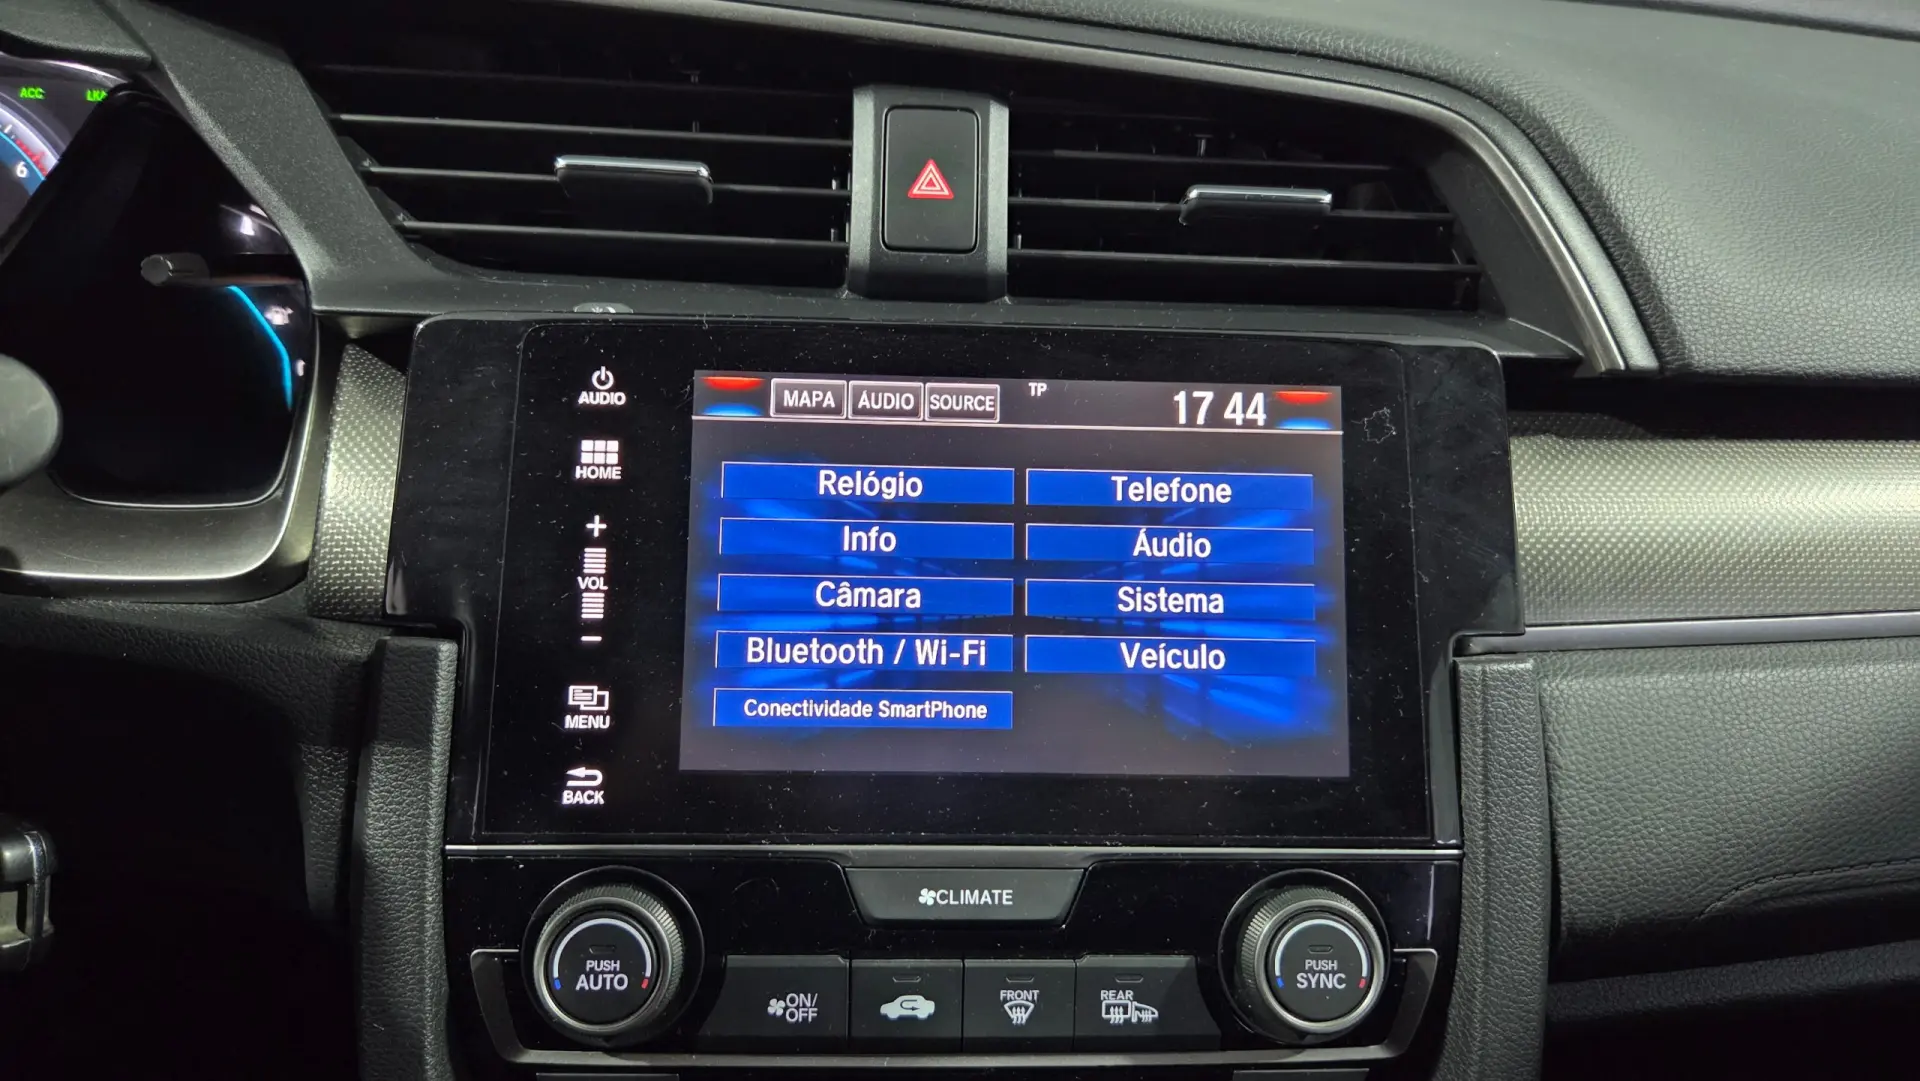 ACC
LKA
6
AUDIO
HOME
+
VOL
-
MENU
BACK
MAPA ÁUDIO SOURCE TP 17 44
Relógio Telefone
Info Áudio
Câmara Sistema
Bluetooth / Wi-Fi Veículo
Conectividade SmartPhone
CLIMATE
PUSH
AUTO
ON/
OFF
FRONT
REAR
PUSH
SYNC